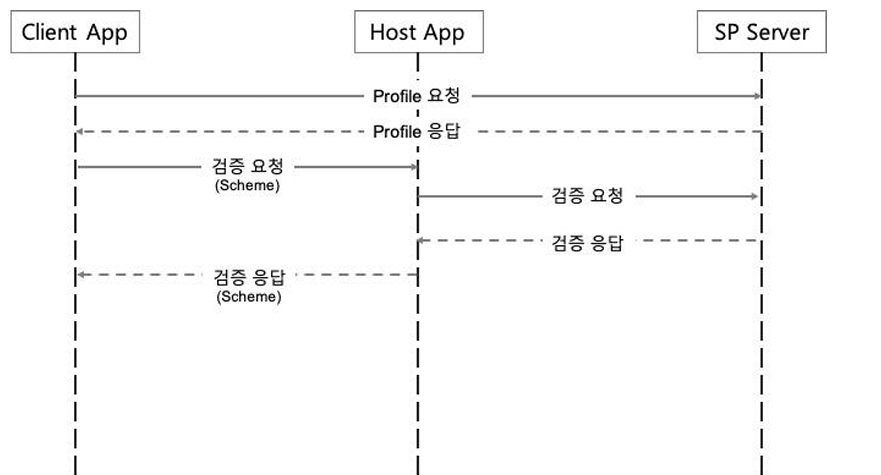 Client App
Host App
SP Server
Profile 요청
Profile 응답
검증 요청
(Scheme)
검증 요청
검증 응답
검증 응답
(Scheme)